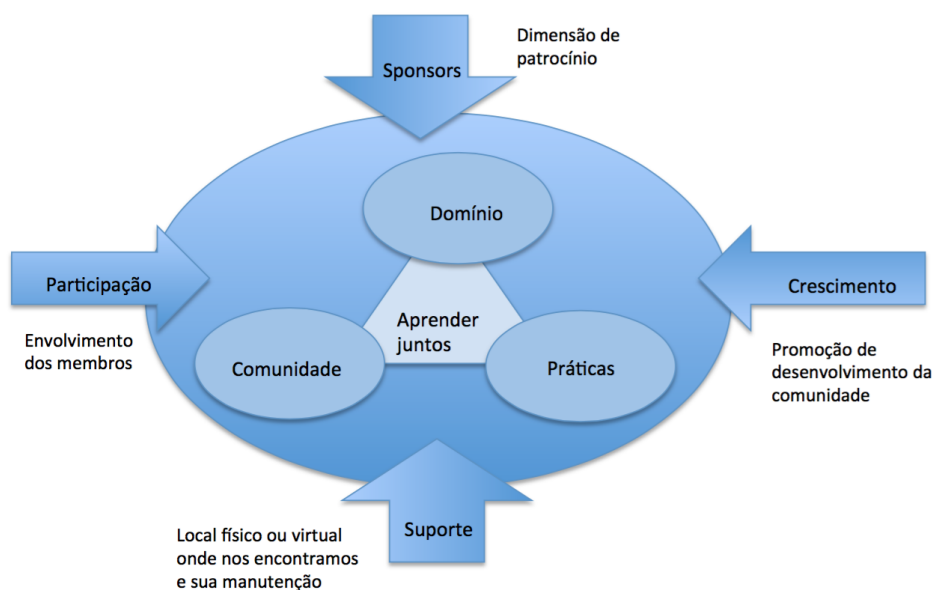 Sponsors
Dimensão de
patrocínio
Domínio
Participação
Envolvimento
dos membros
Crescimento
Promoção de
desenvolvimento da
comunidade
Aprender
juntos
Comunidade
Práticas
Suporte
Local físico ou virtual
onde nos encontramos
e sua manutenção